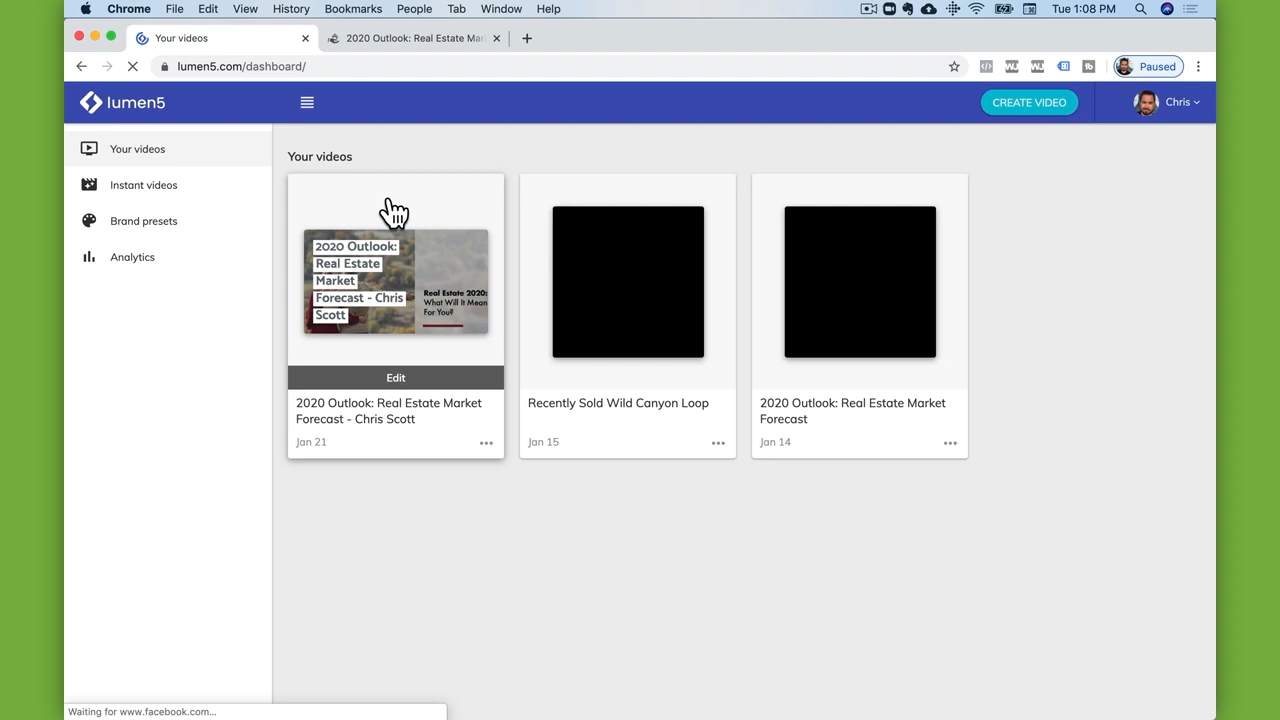 Chrome File Edit View History Bookmarks People Tab Window Help Tue 1:08 PM
Your videos 2020 Outlook: Real Estate Mar
lumen5.com/dashboard/ Paused
lumen5 CREATE VIDEO Chris
Your videos
Instant videos
Brand presets
Analytics
Your videos
2020 Outlook:
Real Estate
Market
Forecast - Chris
Scott
Real Estate 2020:
What Will It Mean
For You?
Edit
2020 Outlook: Real Estate Market
Forecast - Chris Scott
Jan 21
Recently Sold Wild Canyon Loop
Jan 15
2020 Outlook: Real Estate Market
Forecast
Jan 14
Waiting for www.facebook.com...